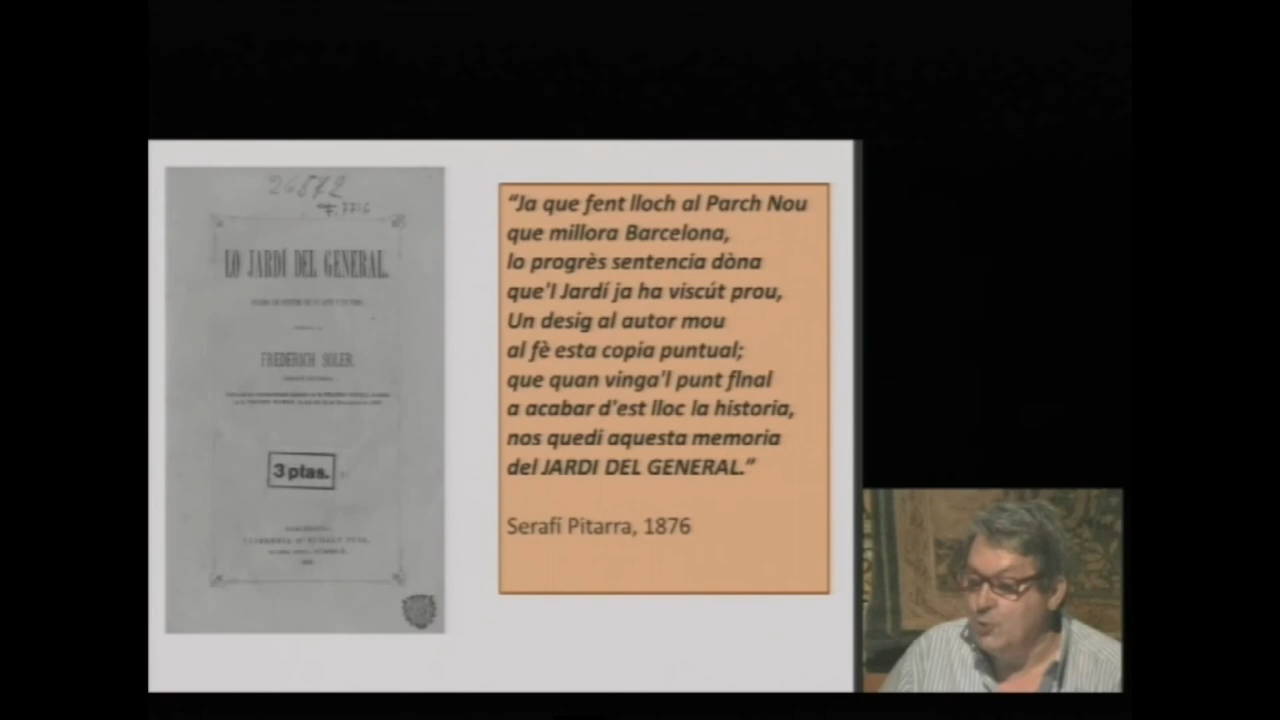 26872
F. 7716
LO JARDÍ DEL GENERAL.
FREDERICH SOLER.
3 ptas.
BARCELONA.
“Ja que fent lloch al Parch Nou
que millora Barcelona,
lo progrès sentencia dòna
que'l Jardí ja ha viscút prou,
Un desig al autor mou
al fè esta copia puntual;
que quan vinga'l punt fInal
a acabar d'est lloc la historia,
nos quedi aquesta memoria
del JARDI DEL GENERAL.”
Serafí Pitarra, 1876